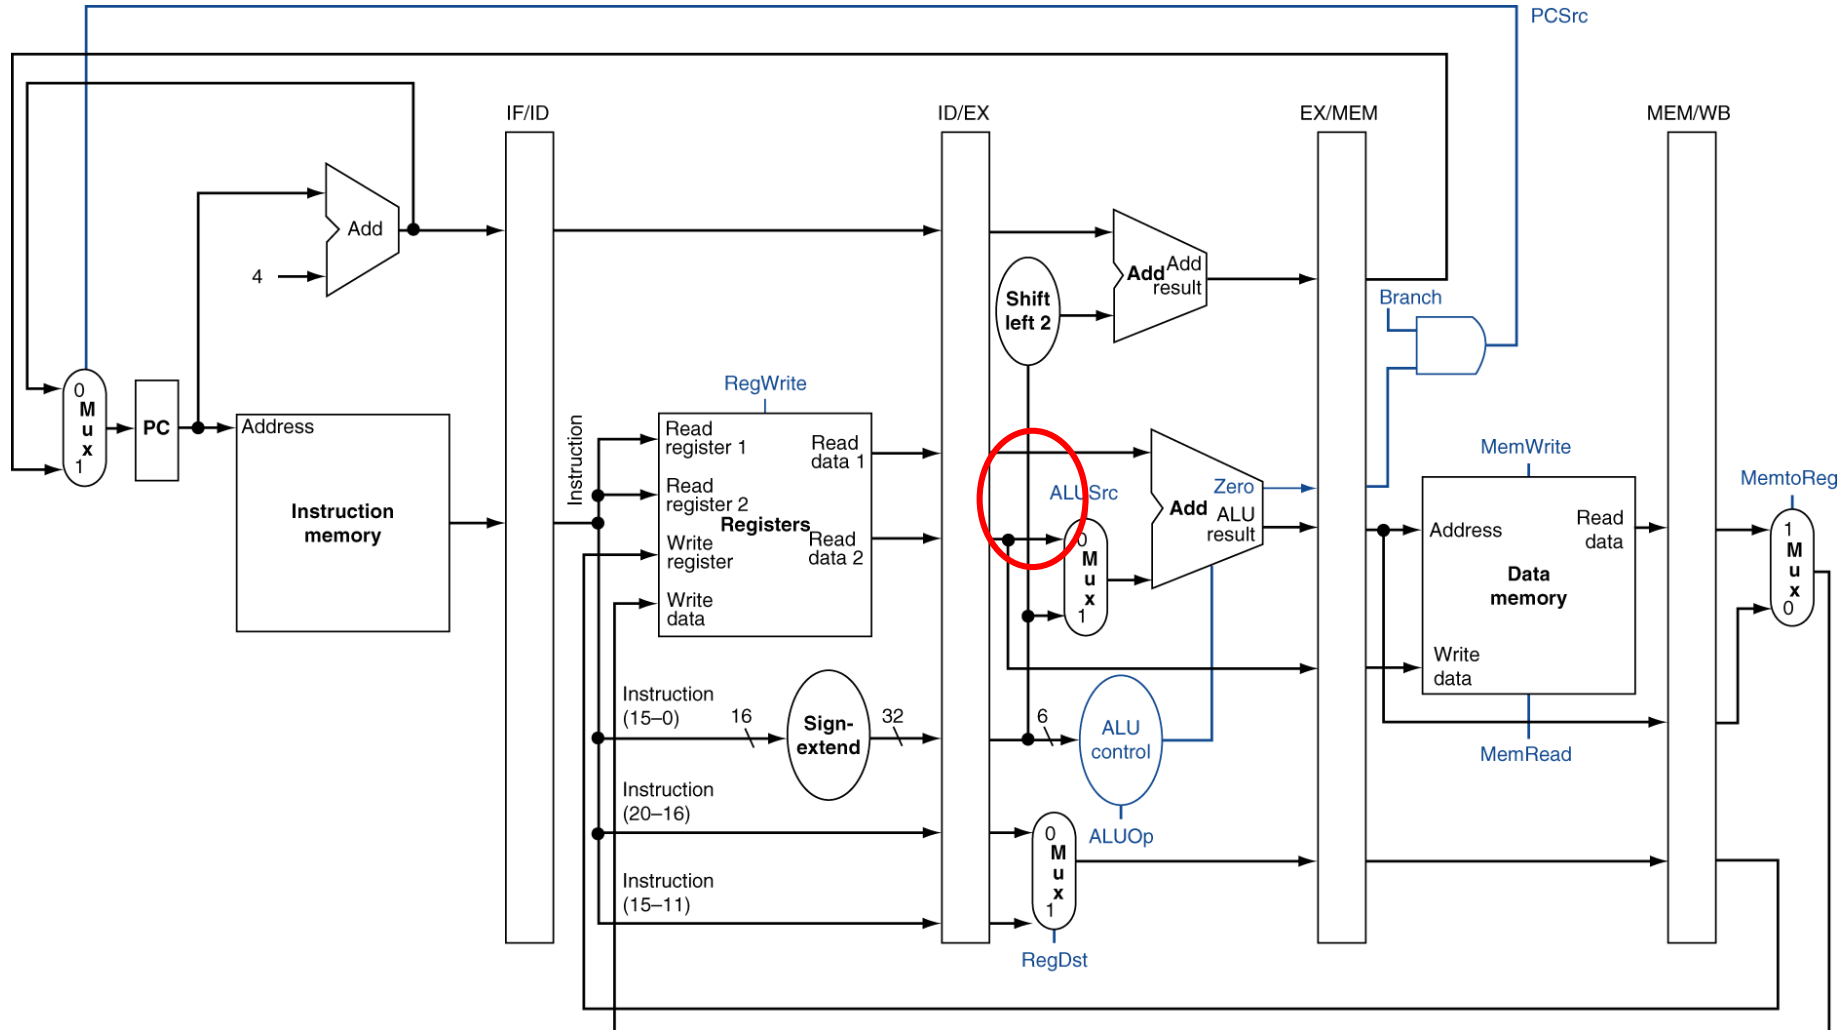 PCSrc
IF/ID
ID/EX
EX/MEM
MEM/WB
Add
4
Shift
left 2
Add
Add
result
Branch
0
M
u
x
1
PC
Address
Instruction
memory
Instruction
RegWrite
Read
register 1
Read
register 2
Write
register
Write
data
Registers
Read
data 1
Read
data 2
ALUSrc
0
M
u
x
1
Add
Zero
ALU
result
MemWrite
Address
Read
data
Data
memory
Write
data
MemRead
MemtoReg
1
M
u
x
0
Instruction
(15–0)
16
Sign-
extend
32
6
ALU
control
ALUOp
Instruction
(20–16)
Instruction
(15–11)
0
M
u
x
1
RegDst